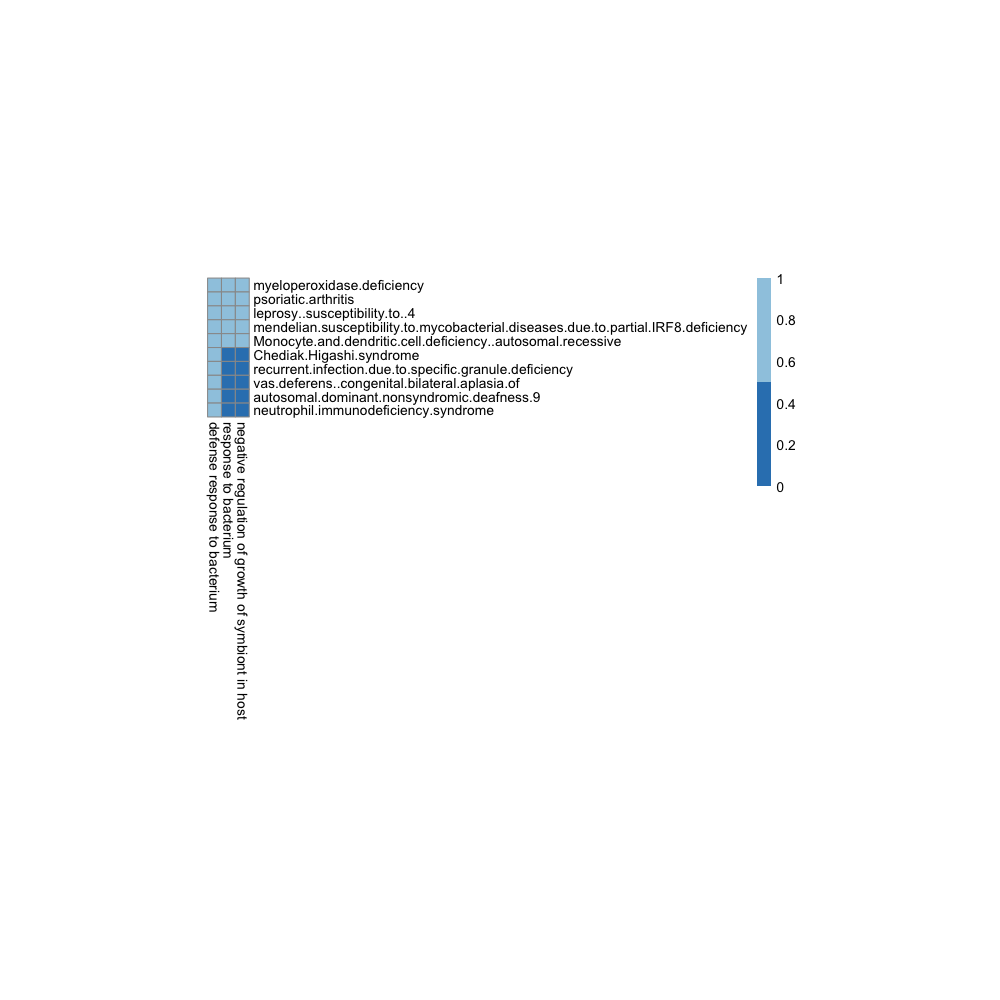 myeloperoxidase.deficiency
psoriatic.arthritis
leprosy..susceptibility.to..4
mendelian.susceptibility.to.mycobacterial.diseases.due.to.partial.IRF8.deficiency
Monocyte.and.dendritic.cell.deficiency..autosomal.recessive
Chediak.Higashi.syndrome
recurrent.infection.due.to.specific.granule.deficiency
vas.deferens..congenital.bilateral.aplasia.of
autosomal.dominant.nonsyndromic.deafness.9
neutrophil.immunodeficiency.syndrome
defense response to bacterium
response to bacterium
negative regulation of growth of symbiont in host
1
0.8
0.6
0.4
0.2
0